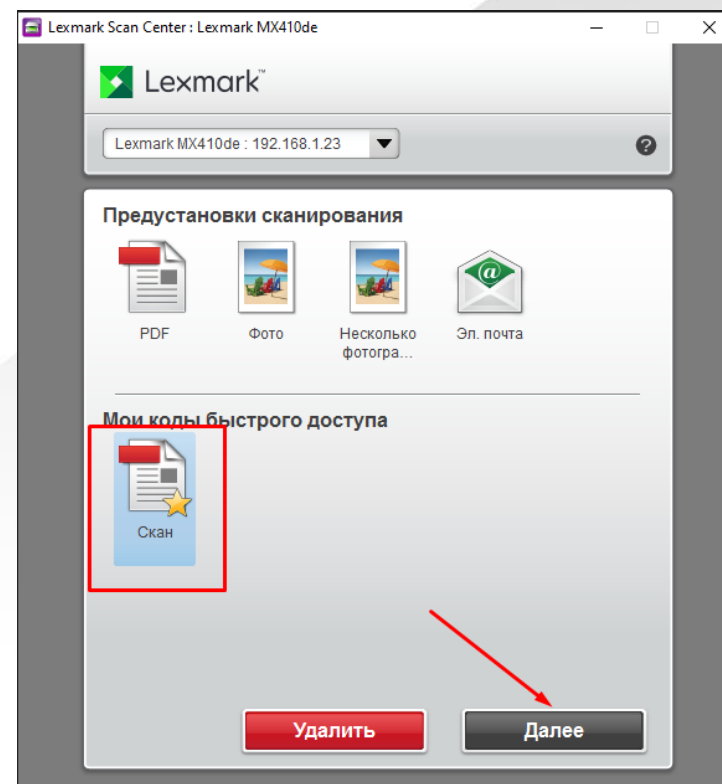 Lexmark Scan Center : Lexmark MX410de
Lexmark™
Lexmark MX410de : 192.168.1.23
?
Предустановки сканирования
PDF
Фото
Несколько
фотогра...
Эл. почта
@
Мои коды быстрого доступа
Скан
Удалить
Далее